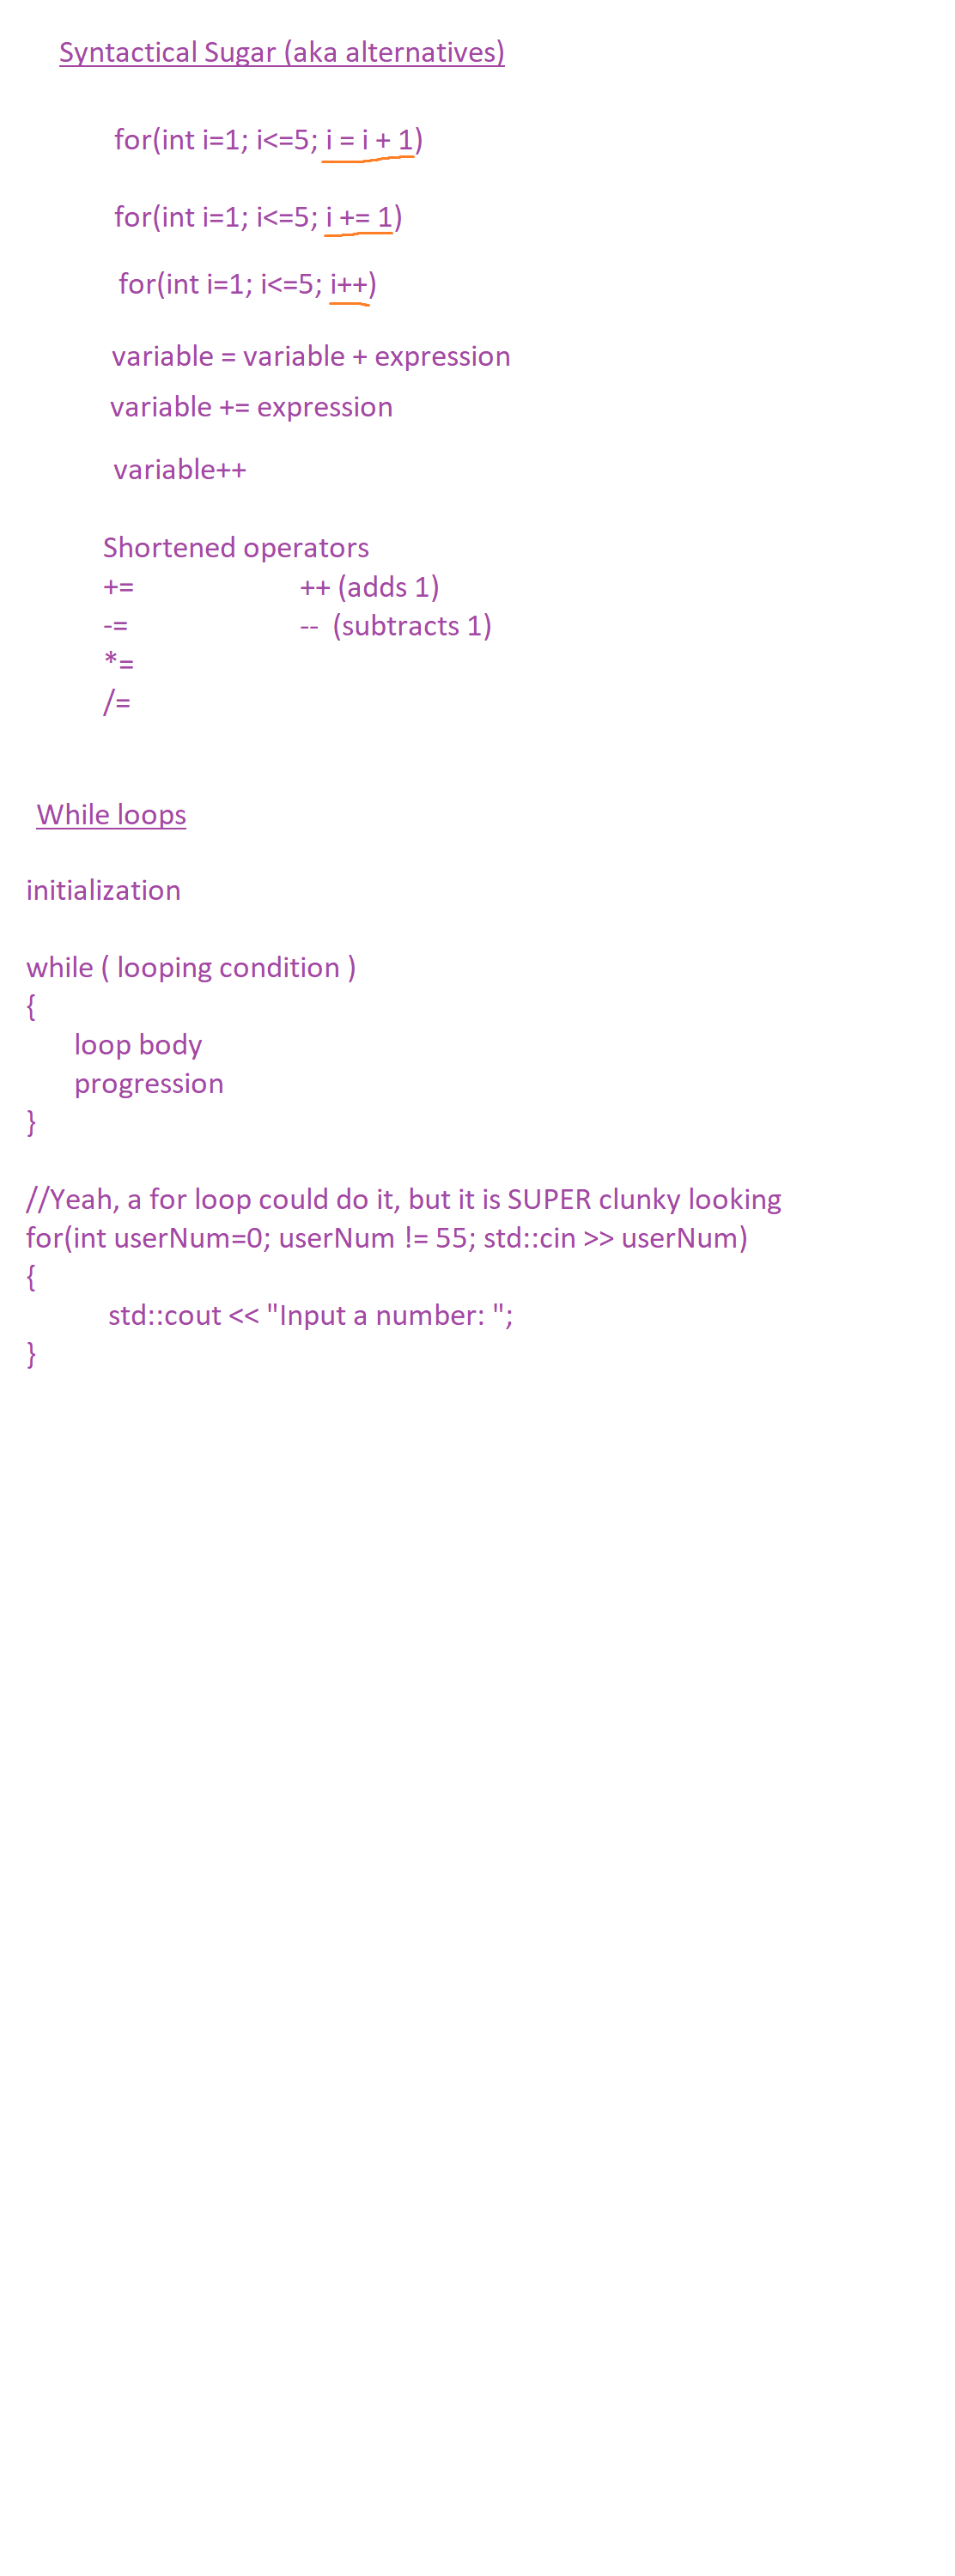 Syntactical Sugar (aka alternatives)
for(int i=1; i<=5; i = i + 1)
for(int i=1; i<=5; i += 1)
for(int i=1; i<=5; i++)
variable = variable + expression
variable += expression
variable++
Shortened operators
+= ++ (adds 1)
-= -- (subtracts 1)
*=
/=
While loops
initialization
while ( looping condition )
{
loop body
progression
}
//Yeah, a for loop could do it, but it is SUPER clunky looking
for(int userNum=0; userNum != 55; std::cin >> userNum)
{
std::cout << "Input a number: ";
}